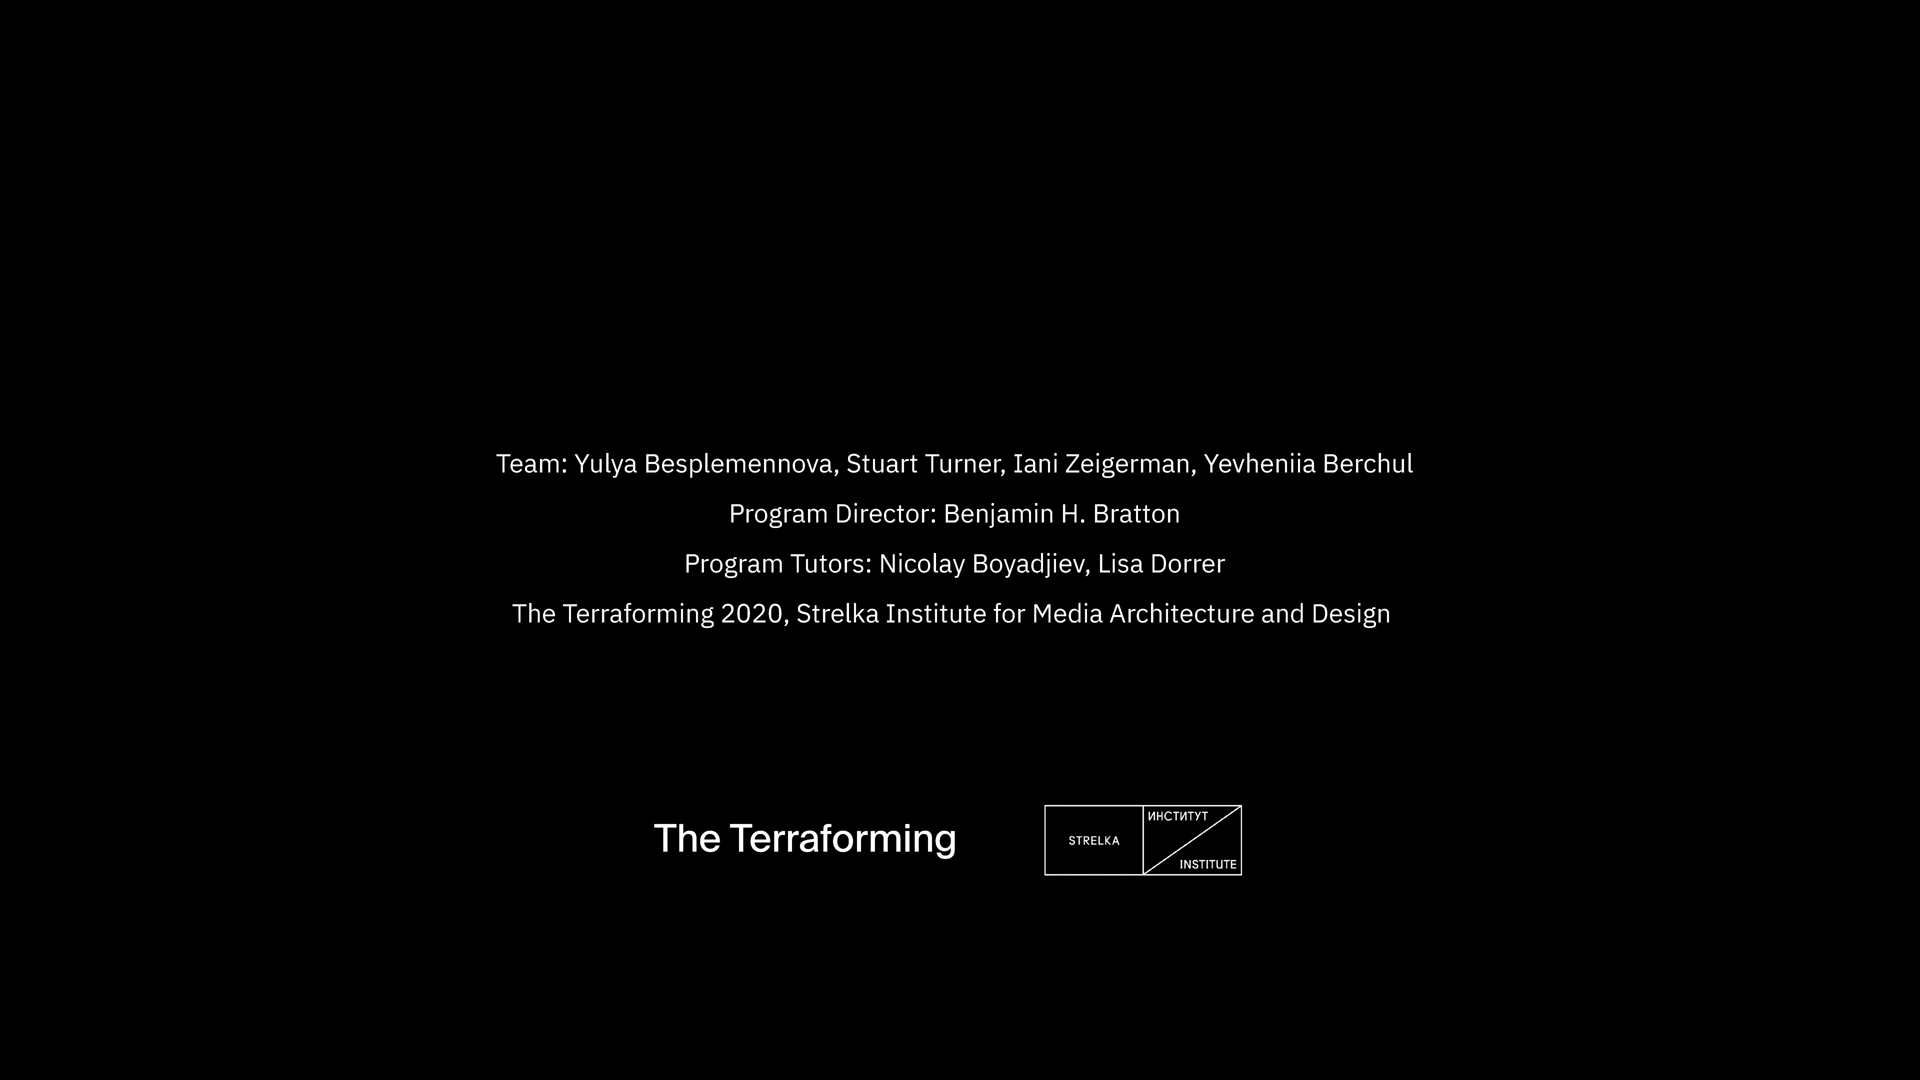 Team: Yulya Besplemennova, Stuart Turner, Iani Zeigerman, Yevheniia Berchul
Program Director: Benjamin H. Bratton
Program Tutors: Nicolay Boyadjiev, Lisa Dorrer
The Terraforming 2020, Strelka Institute for Media Architecture and Design
The Terraforming
STRELKA
ИНСТИТУТ
INSTITUTE